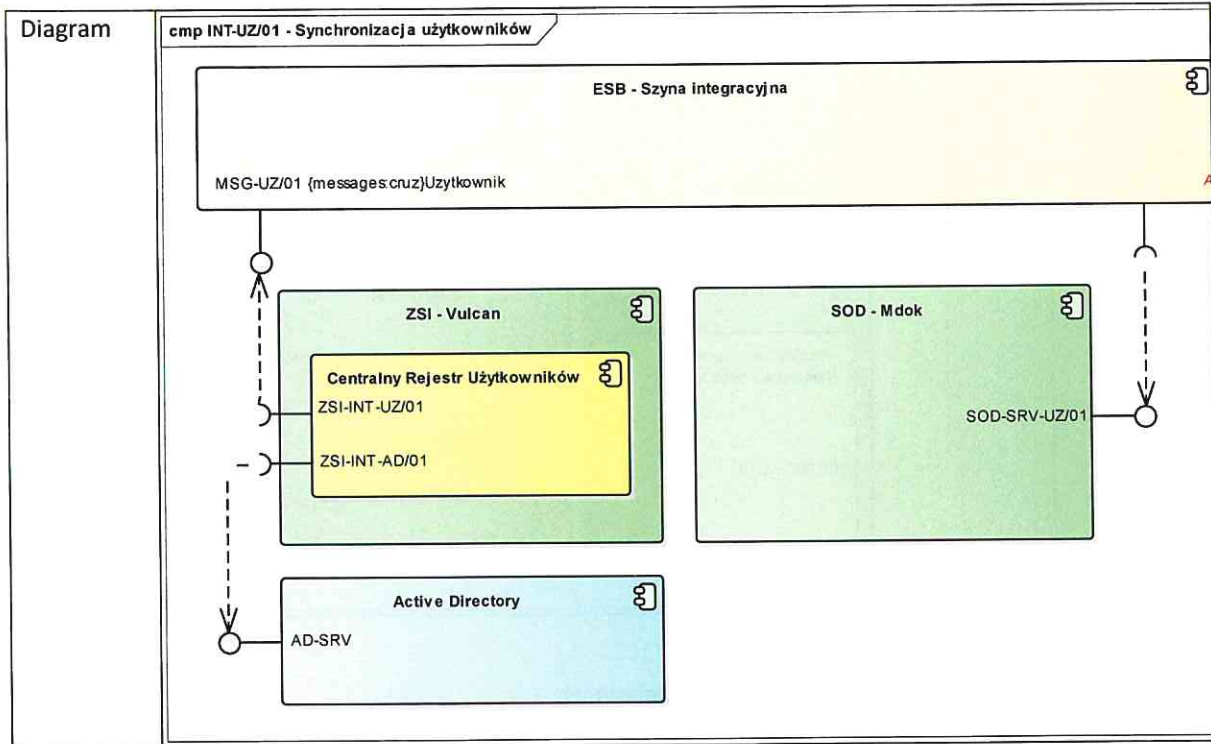 Diagram
cmp INT-UZ/01 - Synchronizacja użytkowników
ESB - Szyna integracyjna
MSG-UZ/01 {messages:cruz}Uzytkownik
A
ZSI - Vulcan
Centralny Rejestr Użytkowników
ZSI-INT-UZ/01
ZSI-INT-AD/01
SOD - Mdok
SOD-SRV-UZ/01
Active Directory
AD-SRV